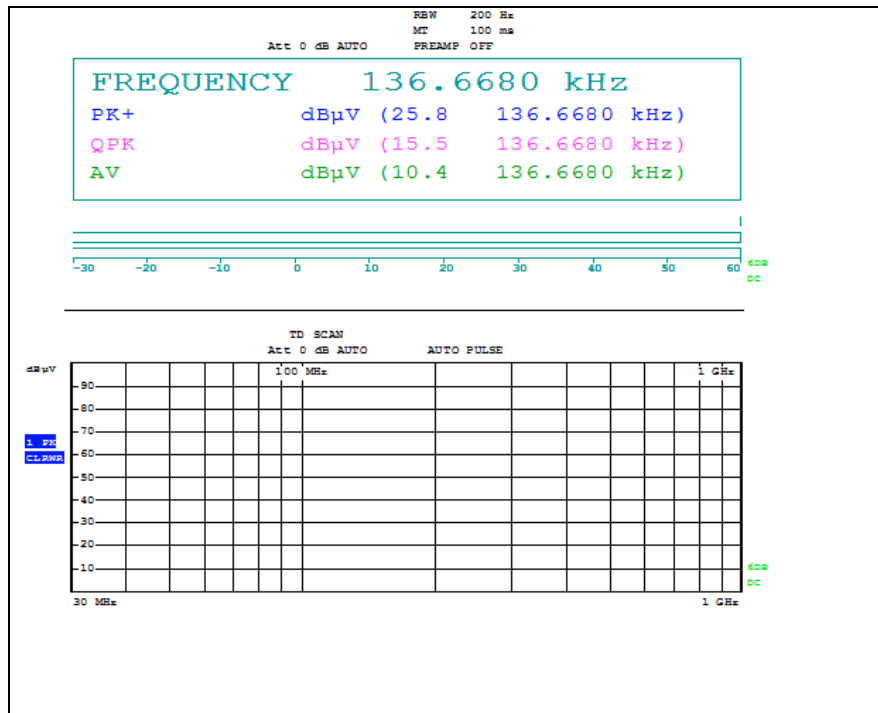 RBW 200 Hz
MT 100 ms
Att 0 dB AUTO PREAMP OFF
FREQUENCY 136.6680 kHz
PK+ dBµV (25.8 136.6680 kHz)
QPK dBµV (15.5 136.6680 kHz)
AV dBµV (10.4 136.6680 kHz)
-30 -20 -10 0 10 20 30 40 50 60 6DB
DC
TD SCAN
Att 0 dB AUTO AUTO PULSE
dBµV 100 MHz 1 GHz
90
80
70
1 PK
CLRWR 60
50
40
30
20
10 6DB
DC
30 MHz 1 GHz